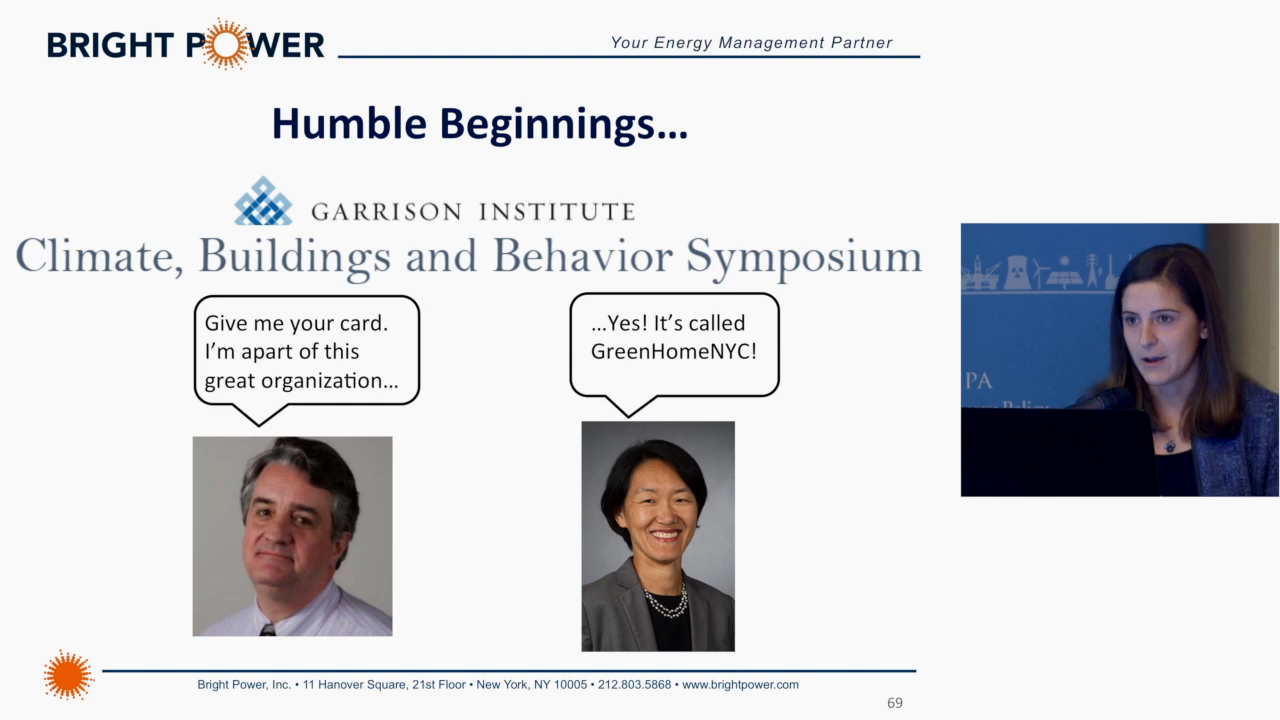 BRIGHT POWER
Your Energy Management Partner
Humble Beginnings...
GARRISON INSTITUTE
Climate, Buildings and Behavior Symposium
Give me your card.
I'm apart of this
great organization...
...Yes! It's called
GreenHomeNYC!
PA
Policy
Bright Power, Inc. • 11 Hanover Square, 21st Floor • New York, NY 10005 • 212.803.5868 • www.brightpower.com
69